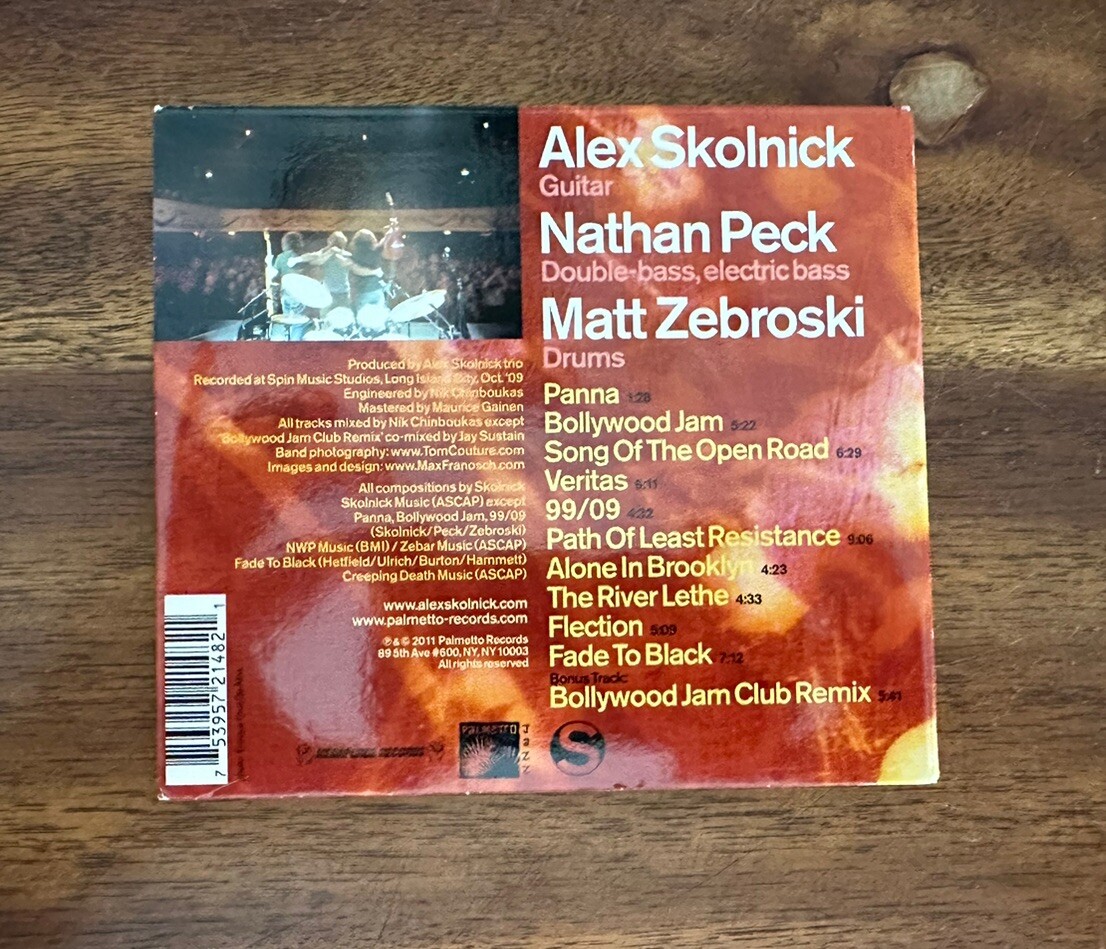 Alex Skolnick
Guitar
Nathan Peck
Double-bass, electric bass
Matt Zebroski
Drums
Panna 1:28
Bollywood Jam 5:22
Song Of The Open Road 6:29
Veritas
99/09 4:32
Path Of Least Resistance 9:06
Alone In Brooklyn 4:23
The River Lethe 4:33
Flection 5:09
Fade To Black 7:12
Bonus Track:
Bollywood Jam Club Remix 5:41
Produced by Alex Skolnick trio
Recorded at Spin Music Studios, Long Island City, Oct. '09
Engineered by Nik Chinboukas
Mastered by Maurice Gainen
All tracks mixed by Nik Chinboukas except
'Bollywood Jam Club Remix' co-mixed by Jay Sustain
Band photography: www.TomCouture.com
Images and design: www.MaxFranosch.com
All compositions by Skolnick
Skolnick Music (ASCAP) except
Panna, Bollywood Jam, 99/09
(Skolnick/Peck/Zebroski)
NWP Music (BMI) / Zebar Music (ASCAP)
Fade To Black (Hetfield/Ulrich/Burton/Hammett)
Creeping Death Music (ASCAP)
www.alexskolnick.com
www.palmetto-records.com
℗ & © 2011 Palmetto Records
89 5th Ave #600, NY, NY 10003
All rights reserved
7 53957 21482 1
PALMETTO
JAZZ
S